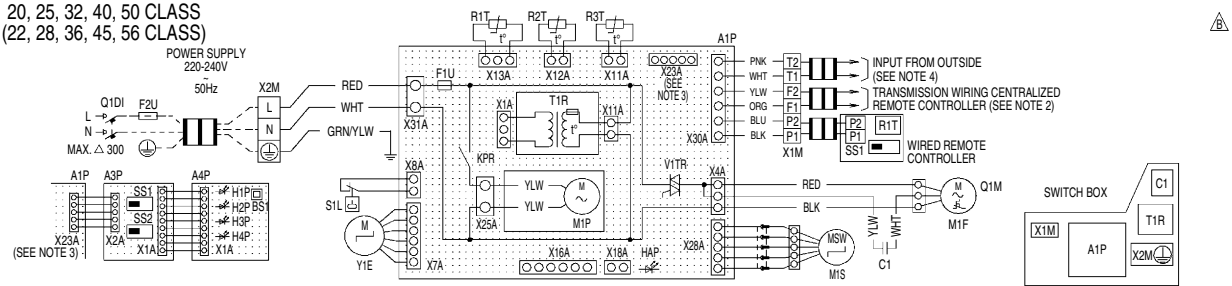 20, 25, 32, 40, 50 CLASS
(22, 28, 36, 45, 56 CLASS)
POWER SUPPLY
220-240V
~
50Hz
Q1DI
F2U
X2M
L
N
L
N
MAX. △ 300
RED
WHT
GRN/YLW
X31A
F1U
R1T
t°
R2T
t°
R3T
t°
X13A
X12A
X11A
X23A
(SEE
NOTE 3)
A1P
X1A
T1R
t°
X11A
X30A
PNK
T2
WHT
T1
YLW
F2
ORG
F1
BLU
P2
BLK
P1
X1M
INPUT FROM OUTSIDE
(SEE NOTE 4)
TRANSMISSION WIRING CENTRALIZED
REMOTE CONTROLLER (SEE NOTE 2)
P2
P1
R1T
SS1
WIRED REMOTE
CONTROLLER
KPR
X8A
S1L
X25A
YLW
YLW
M
~
M1P
V1TR
X4A
RED
BLK
YLW
WHT
C1
M
~
Q1M
M1F
M
Y1E
X7A
X16A
X18A
HAP
X28A
MSW
M1S
A1P
X23A
(SEE NOTE 3)
A3P
SS1
SS2
X2A
X1A
A4P
H1P
H2P
H3P
H4P
BS1
X1A
SWITCH BOX
X1M
A1P
C1
T1R
X2M
B